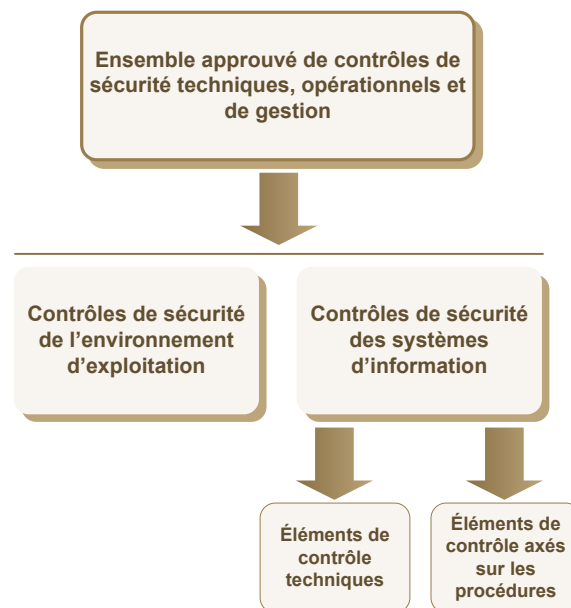 Ensemble approuvé de contrôles de
sécurité techniques, opérationnels et
de gestion
Contrôles de sécurité
de l’environnement
d’exploitation
Contrôles de sécurité
des systèmes
d’information
Éléments de
contrôle
techniques
Éléments de
contrôle axés
sur les
procédures